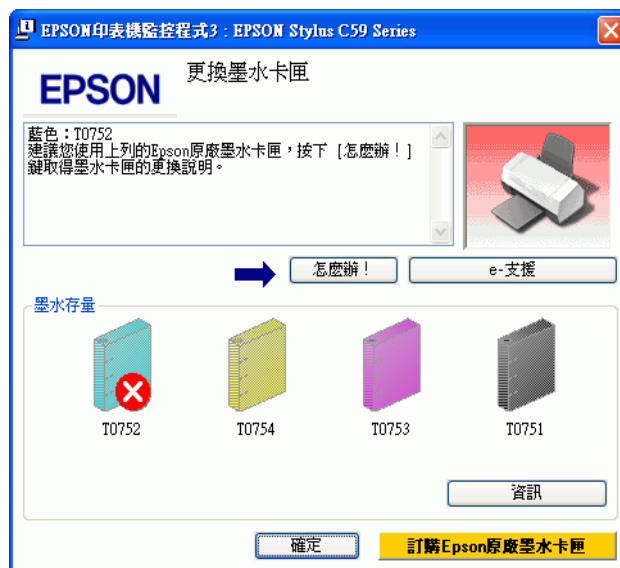 EPSON印表機監控程式3 : EPSON Stylus C59 Series
EPSON
更換墨水卡匣
藍色：T0752
建議您使用上列的Epson原廠墨水卡匣，按下 [怎麼辦！]
鍵取得墨水卡匣的更換說明。
怎麼辦！
e-支援
墨水存量
T0752
T0754
T0753
T0751
資訊
確定
訂購Epson原廠墨水卡匣